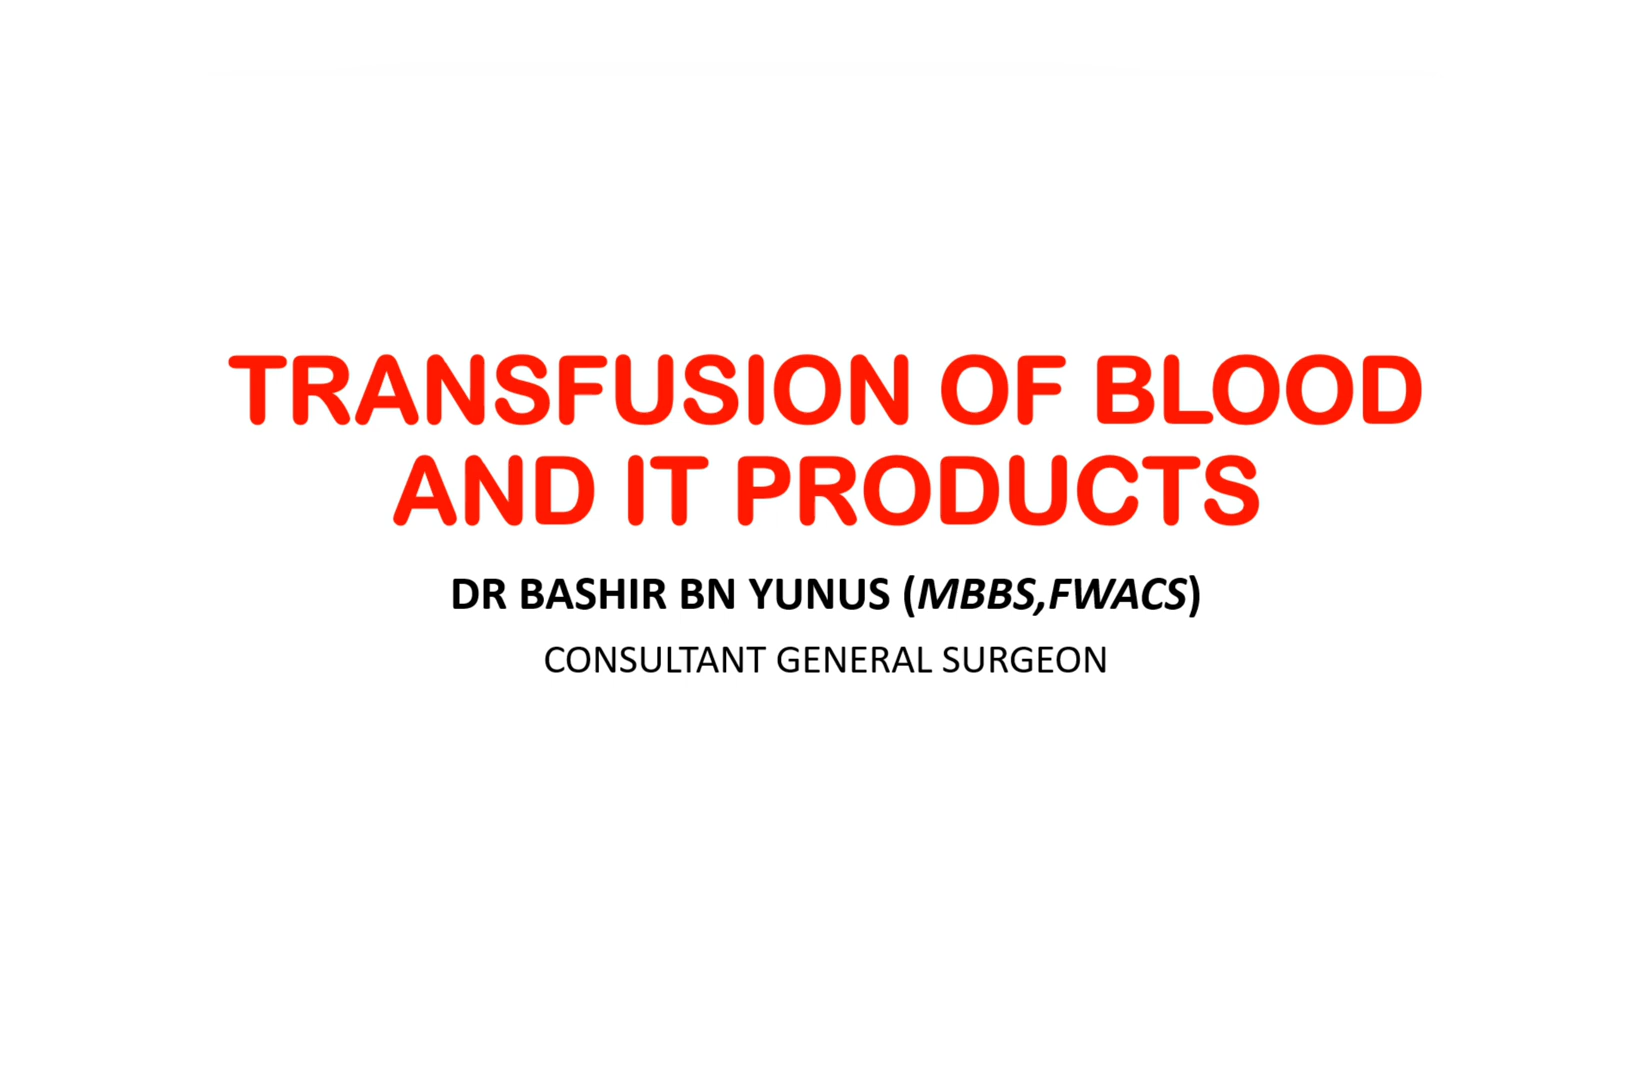 TRANSFUSION OF BLOOD
AND IT PRODUCTS
DR BASHIR BN YUNUS (MBBS,FWACS)
CONSULTANT GENERAL SURGEON